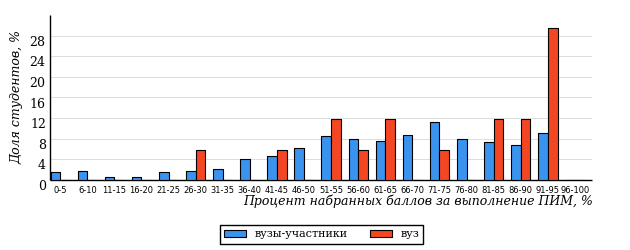 Доля студентов, %
28
24
20
16
12
8
4
0
0-5 6-10 11-15 16-20 21-25 26-30 31-35 36-40 41-45 46-50 51-55 56-60 61-65 66-70 71-75 76-80 81-85 86-90 91-95 96-100
Процент набранных баллов за выполнение ПИМ, %
вузы-участники вуз